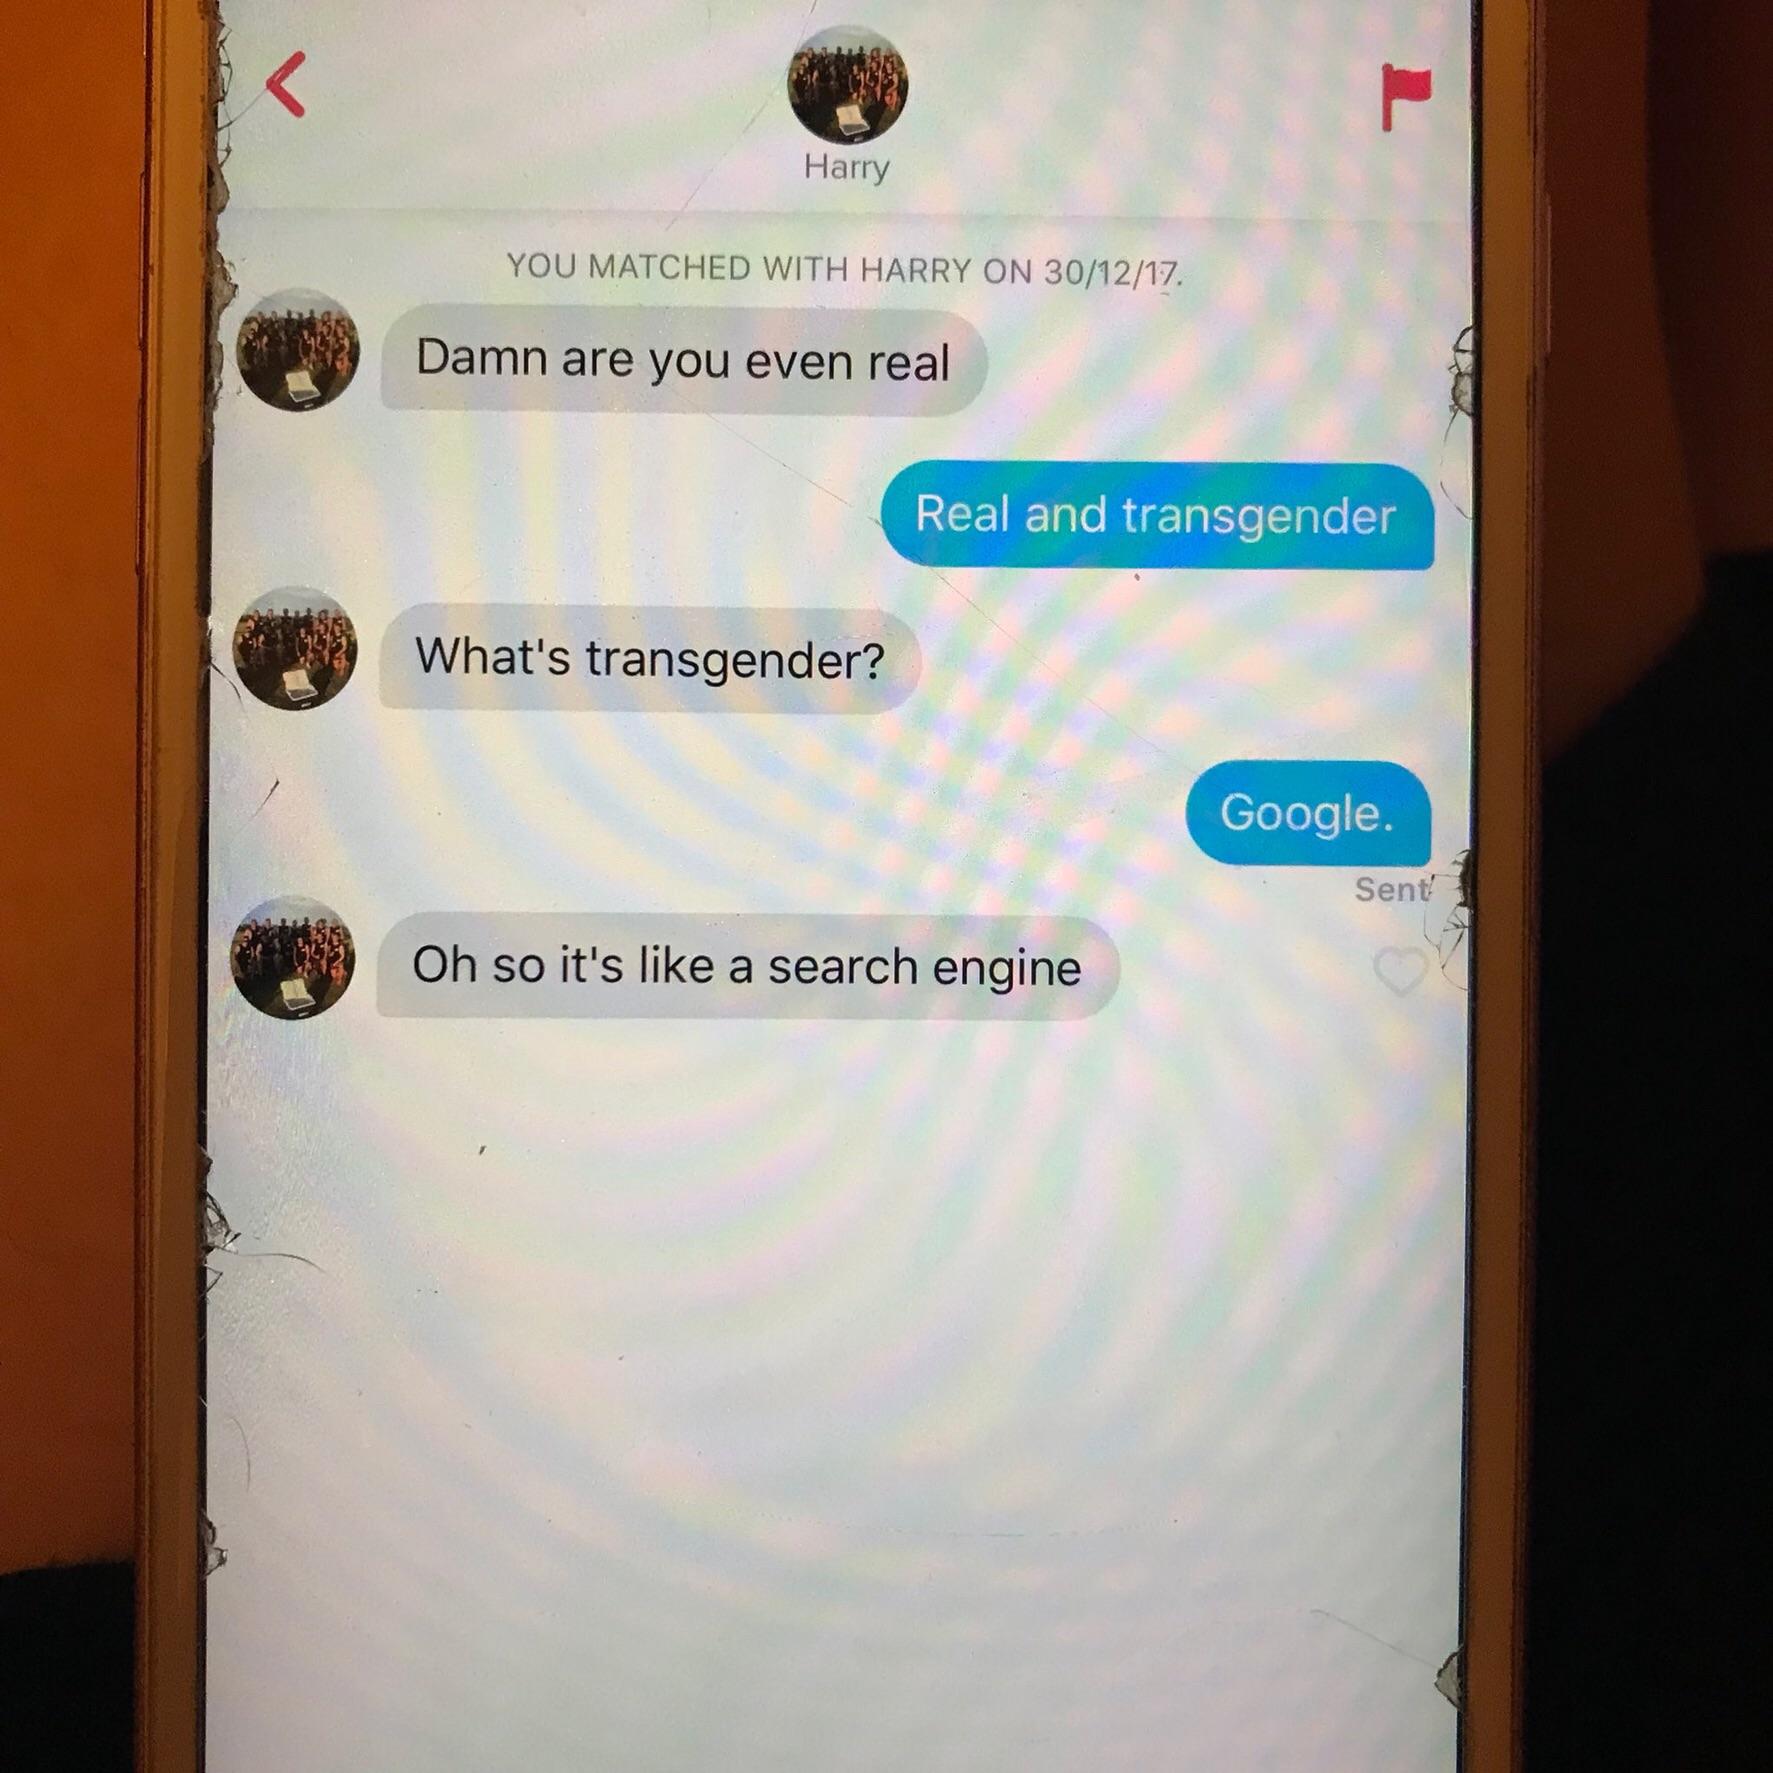 Harry
YOU MATCHED WITH HARRY ON 30/12/17.
Damn are you even real
Real and transgender
What's transgender?
Google.
Sent
Oh so it's like a search engine